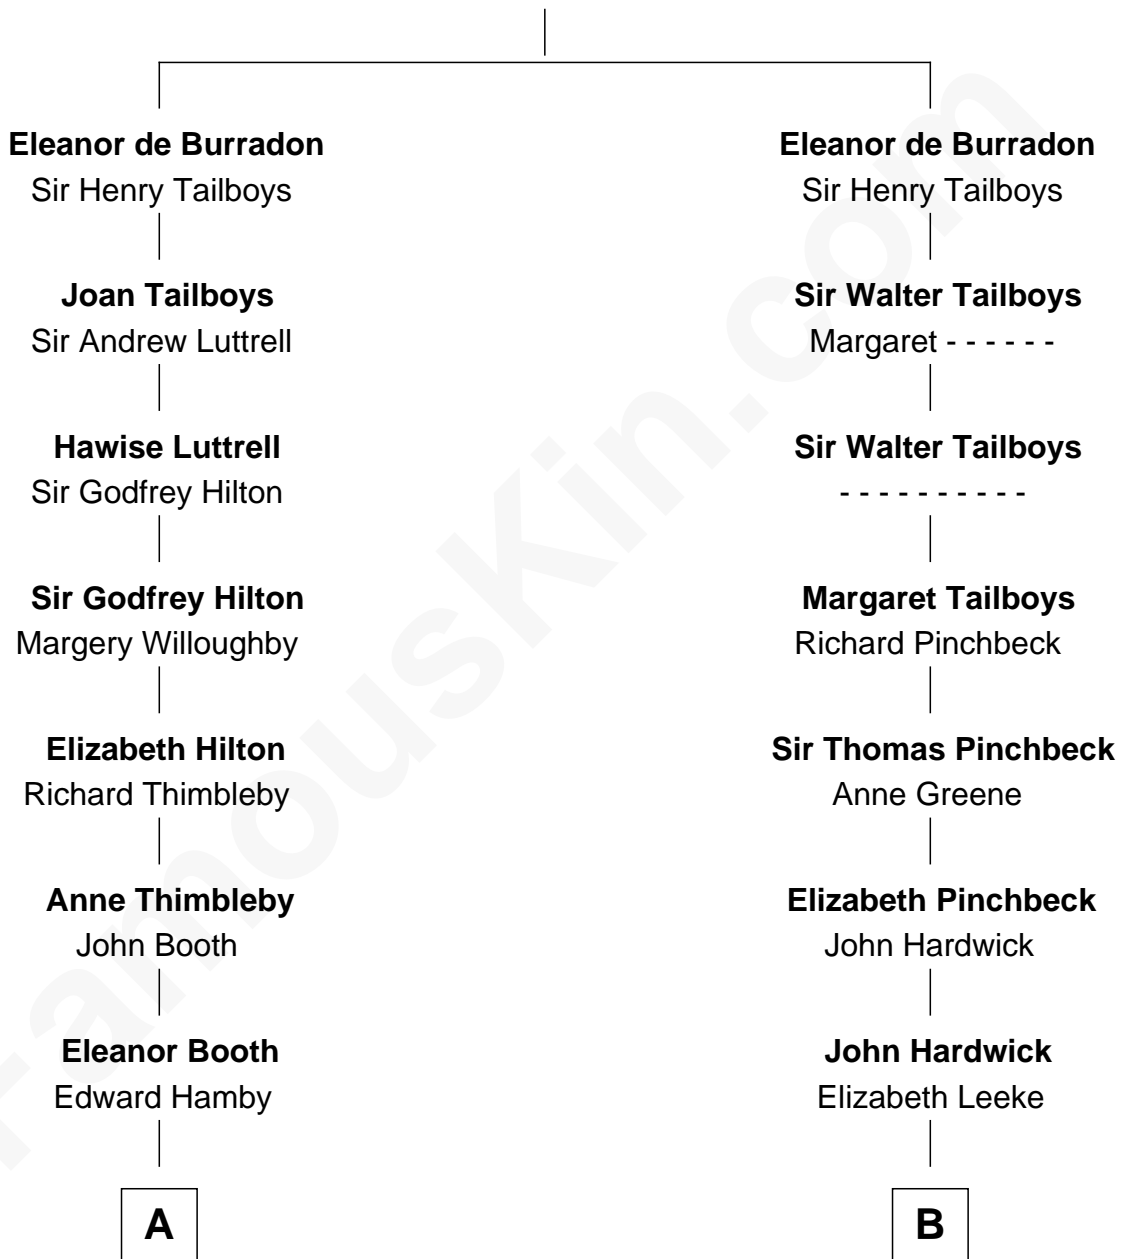 Eleanor de Burradon
Sir Henry Tailboys
Joan Tailboys
Sir Andrew Luttrell
Hawise Luttrell
Sir Godfrey Hilton
Sir Godfrey Hilton
Margery Willoughby
Elizabeth Hilton
Richard Thimbleby
Anne Thimbleby
John Booth
Eleanor Booth
Edward Hamby
A
Eleanor de Burradon
Sir Henry Tailboys
Sir Walter Tailboys
Margaret - - - - - -
Sir Walter Tailboys
- - - - - - - - - -
Margaret Tailboys
Richard Pinchbeck
Sir Thomas Pinchbeck
Anne Greene
Elizabeth Pinchbeck
John Hardwick
John Hardwick
Elizabeth Leeke
B
FamousKin.com